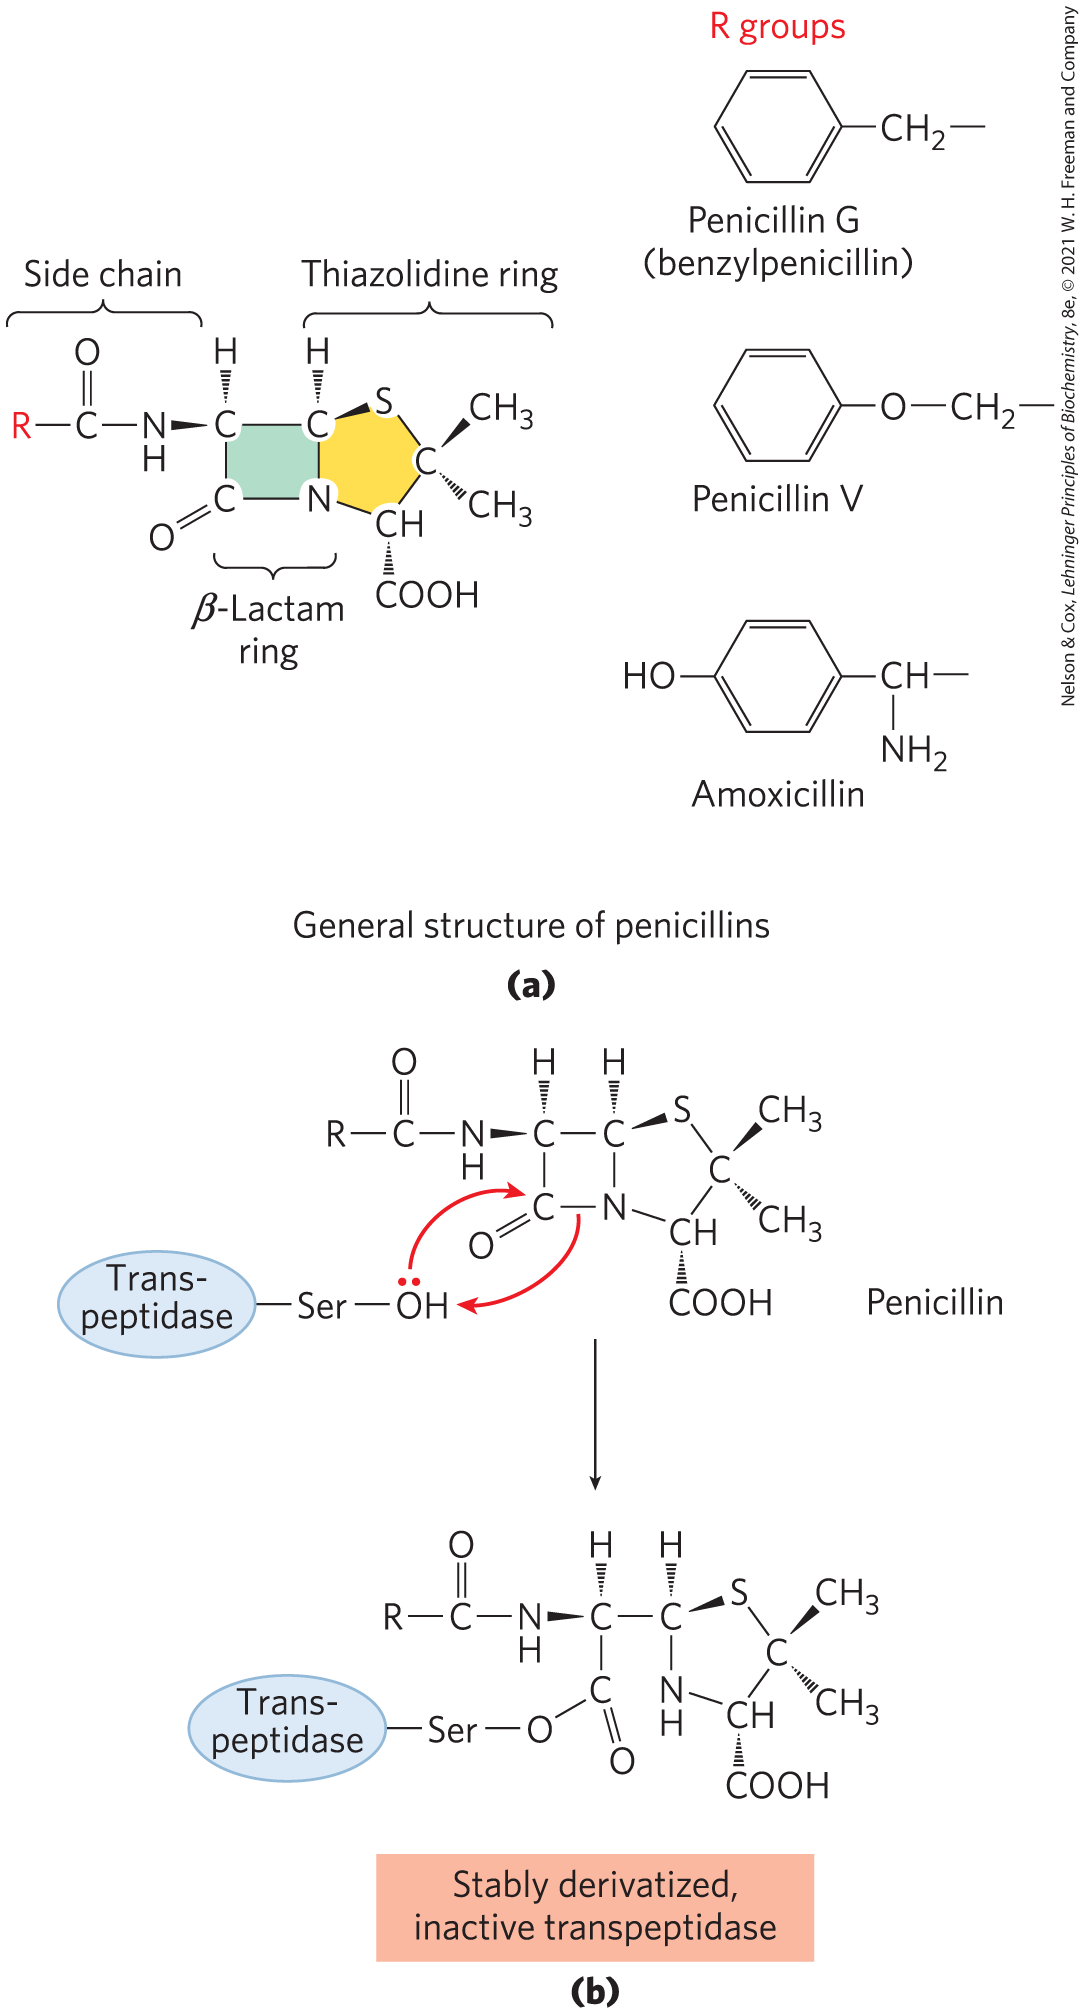 R groups
CH2
Penicillin G
(benzylpenicillin)
Side chain
Thiazolidine ring
O
H
H
R C N C C S CH3
H
C
C N CH3
O CH
COOH
β-Lactam
ring
O CH2
Penicillin V
HO CH
NH2
Amoxicillin
Nelson & Cox, Lehninger Principles of Biochemistry, 8e, © 2021 W. H. Freeman and Company
General structure of penicillins
(a)
O H H
S CH3
R C N C C
H C
C N CH3
O CH
COOH
Trans-
peptidase Ser OH
Penicillin
O H H
S CH3
R C N C C
H C
C N CH3
H CH
Trans-
peptidase Ser O
O
COOH
Stably derivatized,
inactive transpeptidase
(b)